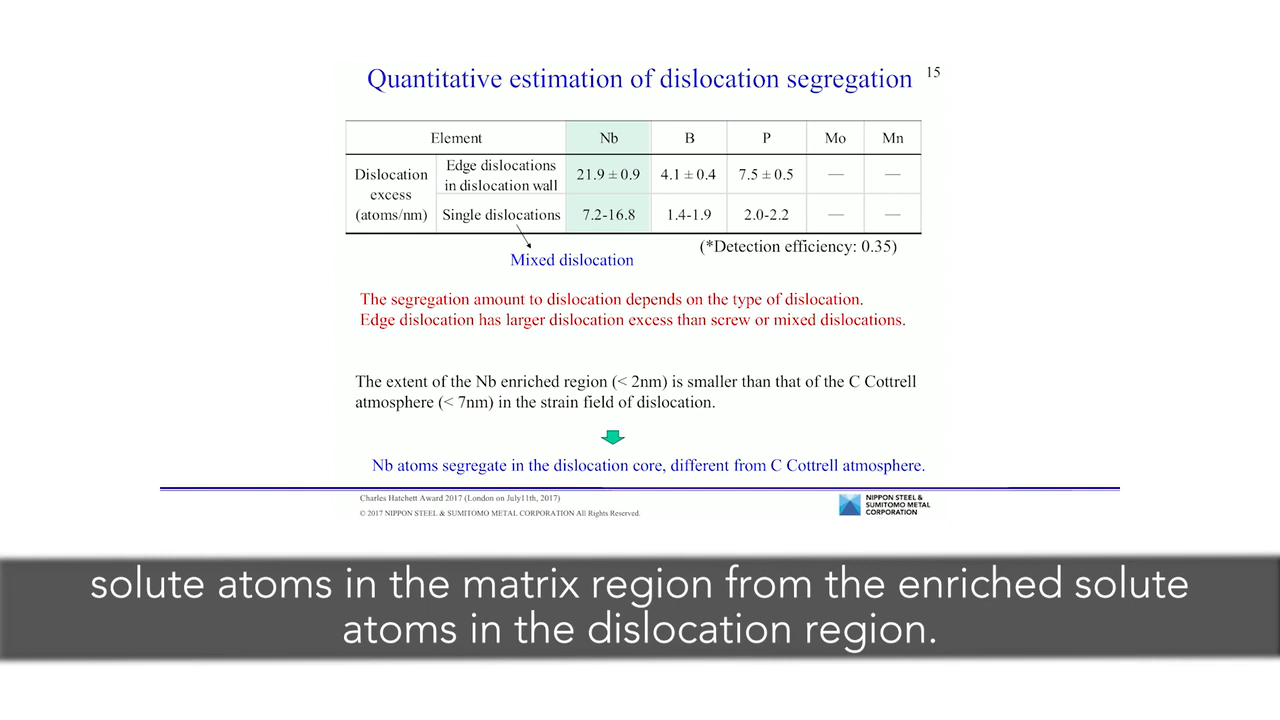 Quantitative estimation of dislocation segregation
15
Element Nb B P Mo Mn
Dislocation excess (atoms/nm)
Edge dislocations in dislocation wall 21.9 ± 0.9 4.1 ± 0.4 7.5 ± 0.5 — —
Single dislocations 7.2-16.8 1.4-1.9 2.0-2.2 — —
(*Detection efficiency: 0.35)
Mixed dislocation
The segregation amount to dislocation depends on the type of dislocation.
Edge dislocation has larger dislocation excess than screw or mixed dislocations.
The extent of the Nb enriched region (< 2nm) is smaller than that of the C Cottrell
atmosphere (< 7nm) in the strain field of dislocation.
Nb atoms segregate in the dislocation core, different from C Cottrell atmosphere.
Charles Hatchett Award 2017 (London on July11th, 2017)
© 2017 NIPPON STEEL & SUMITOMO METAL CORPORATION All Rights Reserved.
NIPPON STEEL &
SUMITOMO METAL
CORPORATION
solute atoms in the matrix region from the enriched solute
atoms in the dislocation region.